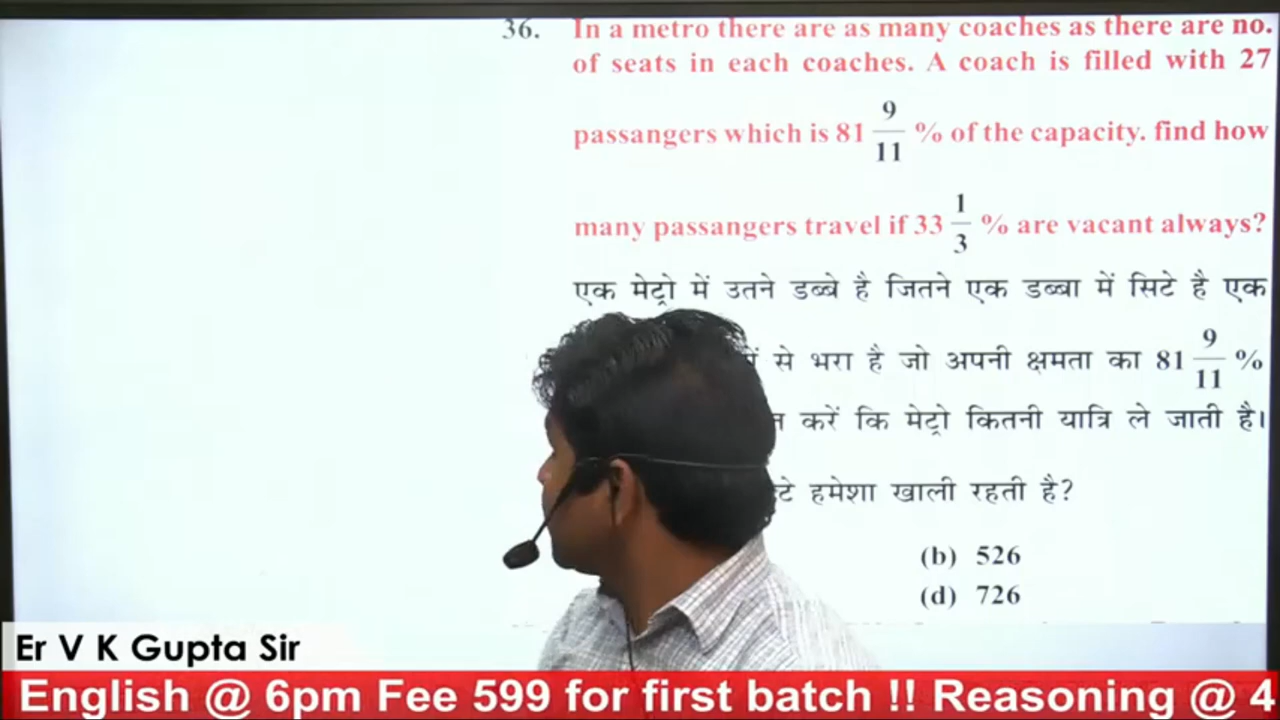 36. In a metro there are as many coaches as there are no.
of seats in each coaches. A coach is filled with 27
passangers which is 81 9/11 % of the capacity. find how
many passangers travel if 33 1/3 % are vacant always?
एक मेट्रो में उतने डब्बे है जितने एक डब्बा में सिटे है एक
से भरा है जो अपनी क्षमता का 81 9/11 %
करें कि मेट्रो कितनी यात्रि ले जाती है।
हमेशा खाली रहती है?
(b) 526
(d) 726
Er V K Gupta Sir
English @ 6pm Fee 599 for first batch !! Reasoning @ 4